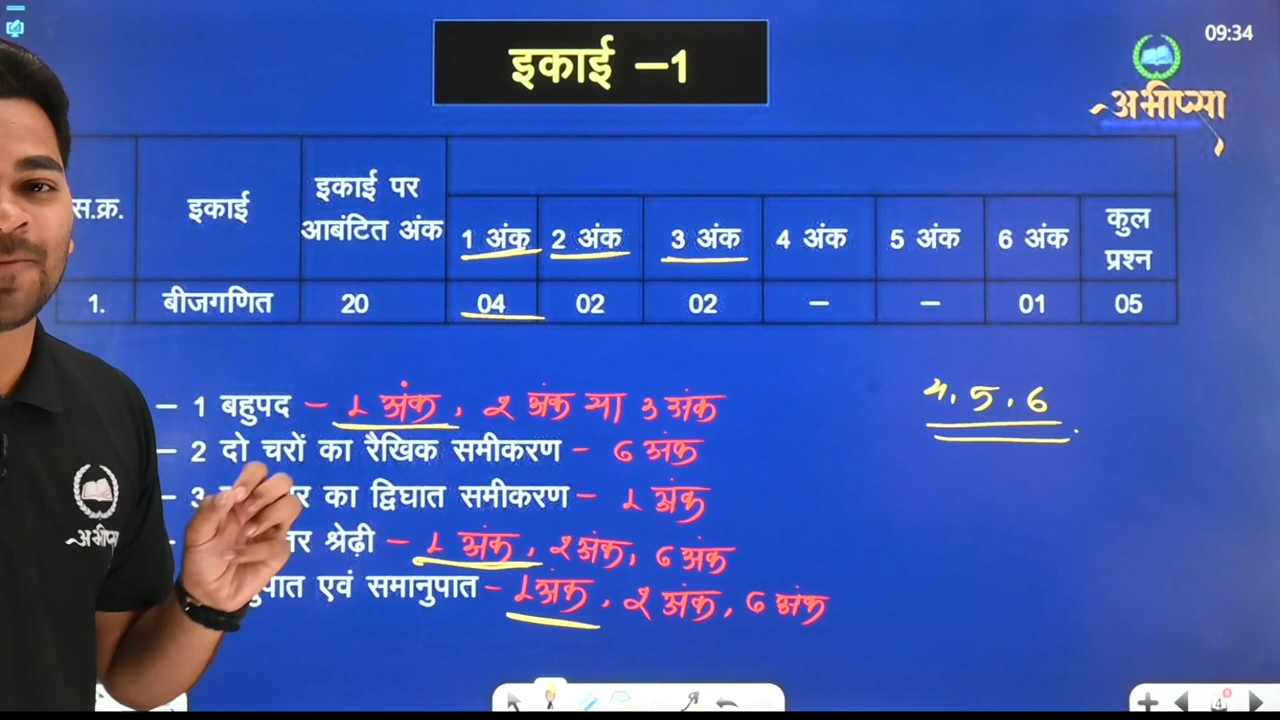 इकाई –1
09:34
अभीप्सा
स.क्र. इकाई इकाई पर आबंटित अंक 1 अंक 2 अंक 3 अंक 4 अंक 5 अंक 6 अंक कुल प्रश्न
1. बीजगणित 20 04 02 02 – – 01 05
4, 5, 6
– 1 बहुपद – 1 अंक, 2 अंक या 3 अंक
– 2 दो चरों का रैखिक समीकरण – 6 अंक
– 3 का द्विघात समीकरण – 1 अंक
श्रेढ़ी – 1 अंक, 2 अंक, 6 अंक
एवं समानुपात – 1 अंक, 2 अंक, 6 अंक
अभीप्सा
4